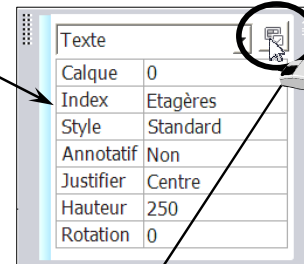 Texte
Calque 0
Index Etagères
Style Standard
Annotatif Non
Justifier Centre
Hauteur 250
Rotation 0